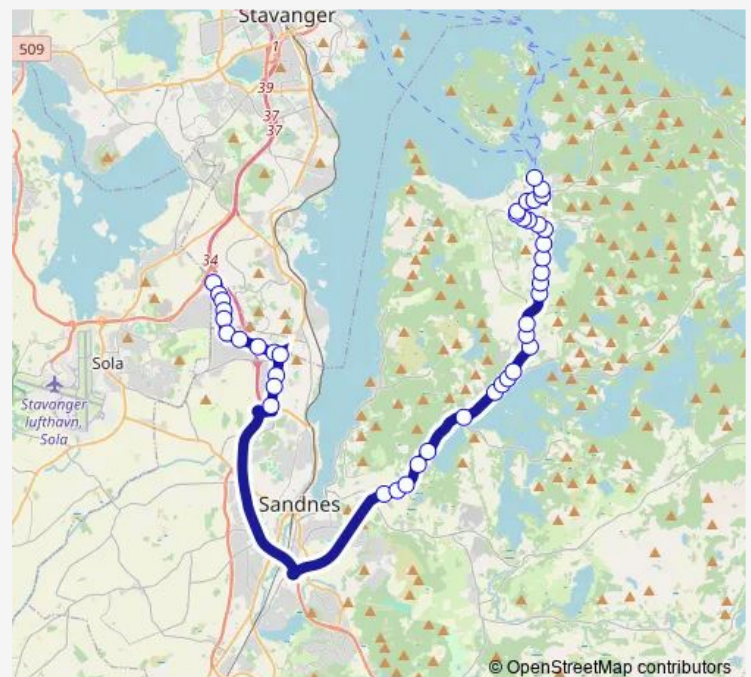 Stavanger
509
1
39
37
37
34
Sola
Stavanger
lufthavn,
Sola
Sandnes
© OpenStreetMap contributors